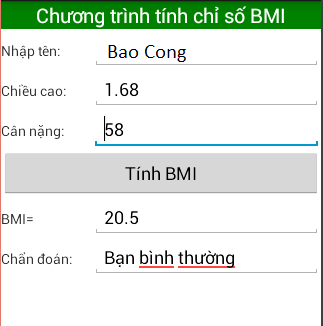 Chương trình tính chỉ số BMI
Nhập tên: Bao Cong
Chiều cao: 1.68
Cân nặng: 58
Tính BMI
BMI= 20.5
Chẩn đoán: Bạn bình thường